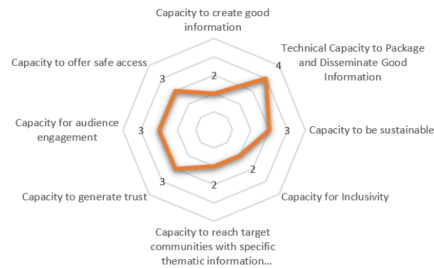 Capacity to create good
information
Technical Capacity to Package
and Disseminate Good
Information
Capacity to offer safe access
4
3
2
Capacity for audience
engagement
3
3
Capacity to be sustainable
3
2
2
Capacity to generate trust
Capacity for Inclusivity
Capacity to reach target
communities with specific
thematic information...